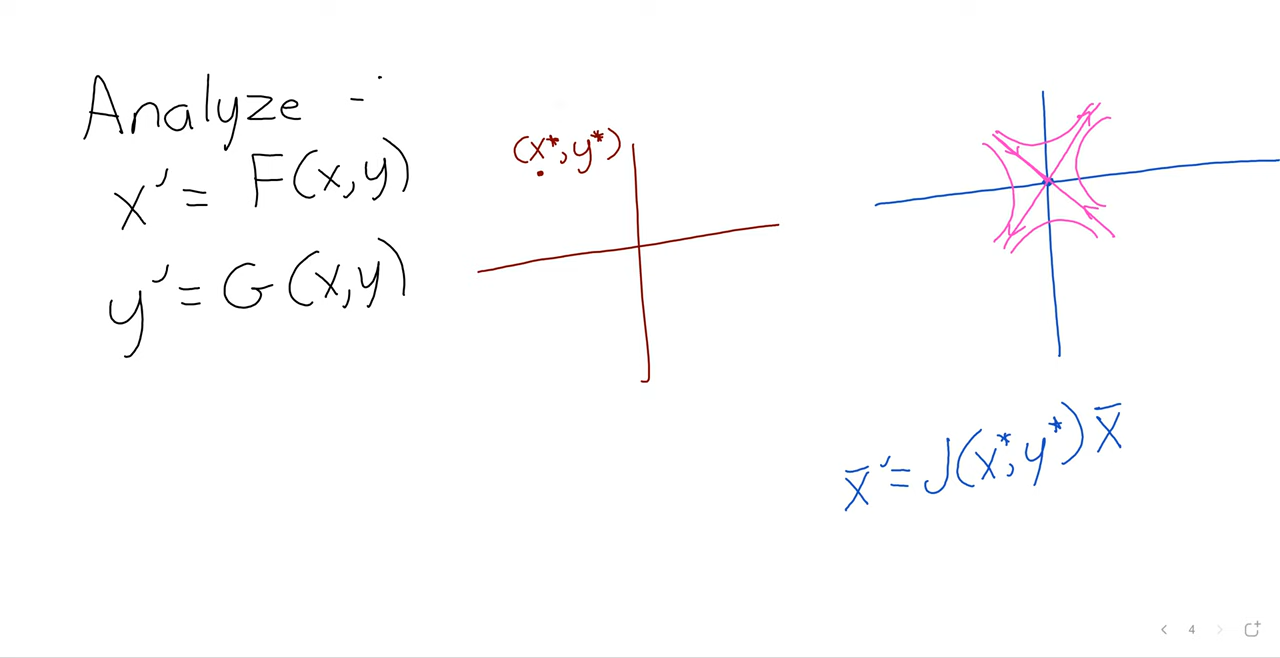 Analyze -
x' = F(x,y)
y' = G(x,y)
(x*, y*)
x̄' = J(x*, y*) x̄
4